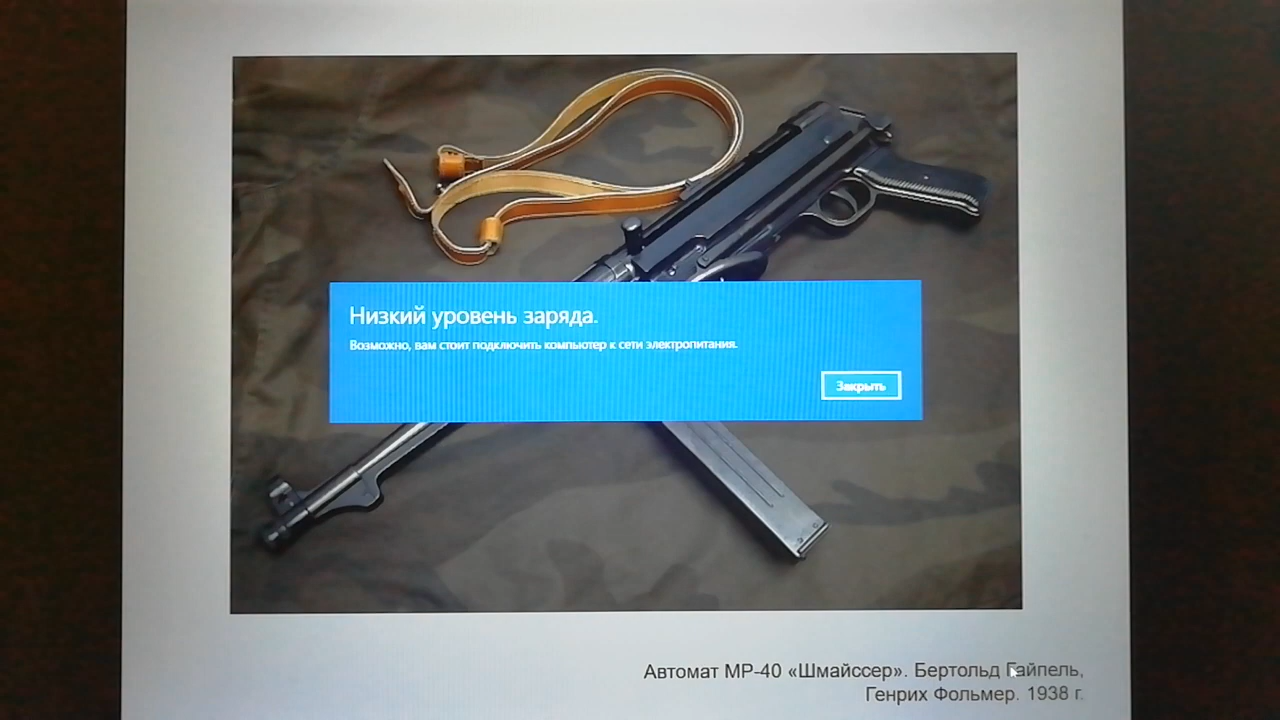 Низкий уровень заряда.
Возможно, вам стоит подключить компьютер к сети электропитания.
Закрыть
Автомат МР-40 «Шмайссер». Бертольд Гайпель,
Генрих Фольмер. 1938 г.